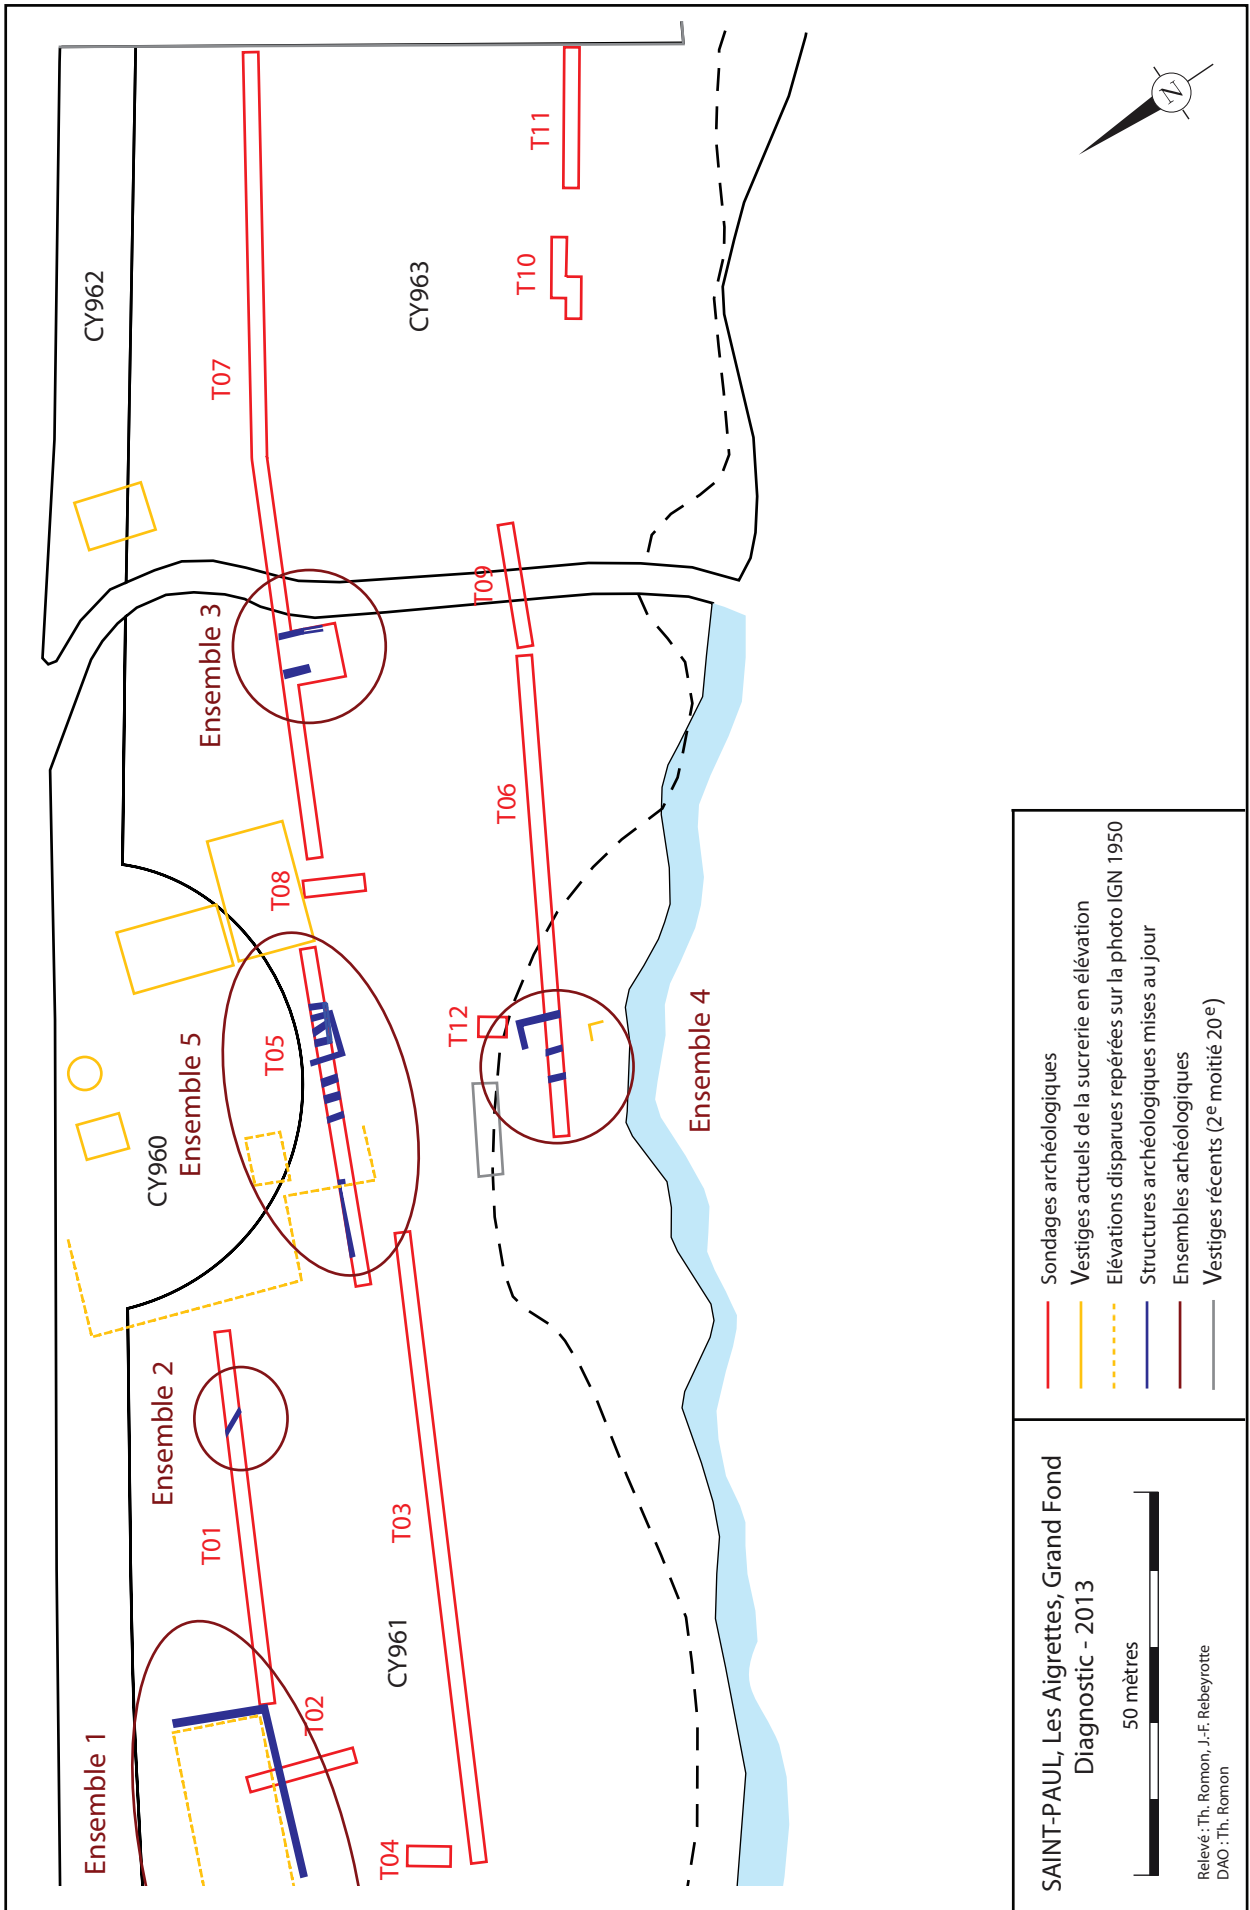 Ensemble 1
Ensemble 2
CY960
Ensemble 5
Ensemble 3
CY962
T01
T02
T05
T08
T07
CY961
T04
T03
CY963
T12
T06
T09
T10
T11
Ensemble 4
N
SAINT-PAUL, Les Aigrettes, Grand Fond
Diagnostic - 2013
50 mètres
Relevé : Th. Romon, J.-F. Rebeyrotte
DAO : Th. Romon
Sondages archéologiques
Vestiges actuels de la sucrerie en élévation
Elévations disparues repérées sur la photo IGN 1950
Structures archéologiques mises au jour
Ensembles achéologiques
Vestiges récents (2e moitié 20e)